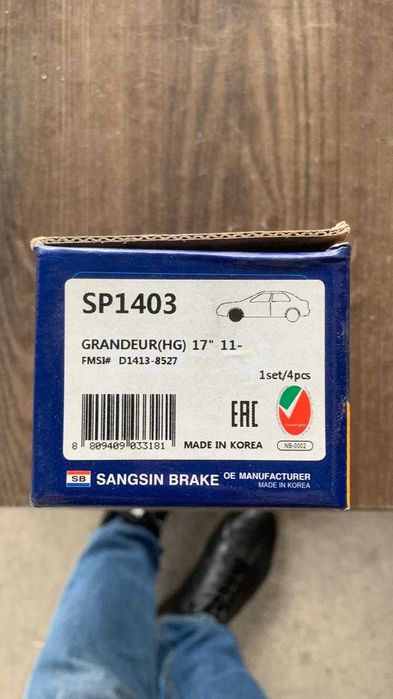 SP1403
GRANDEUR(HG) 17" 11-
FMSI# D1413-8527
1set/4pcs
EAC
8 809409 033181
MADE IN KOREA
NB-0002
SB SANGSIN BRAKE OE MANUFACTURER
MADE IN KOREA